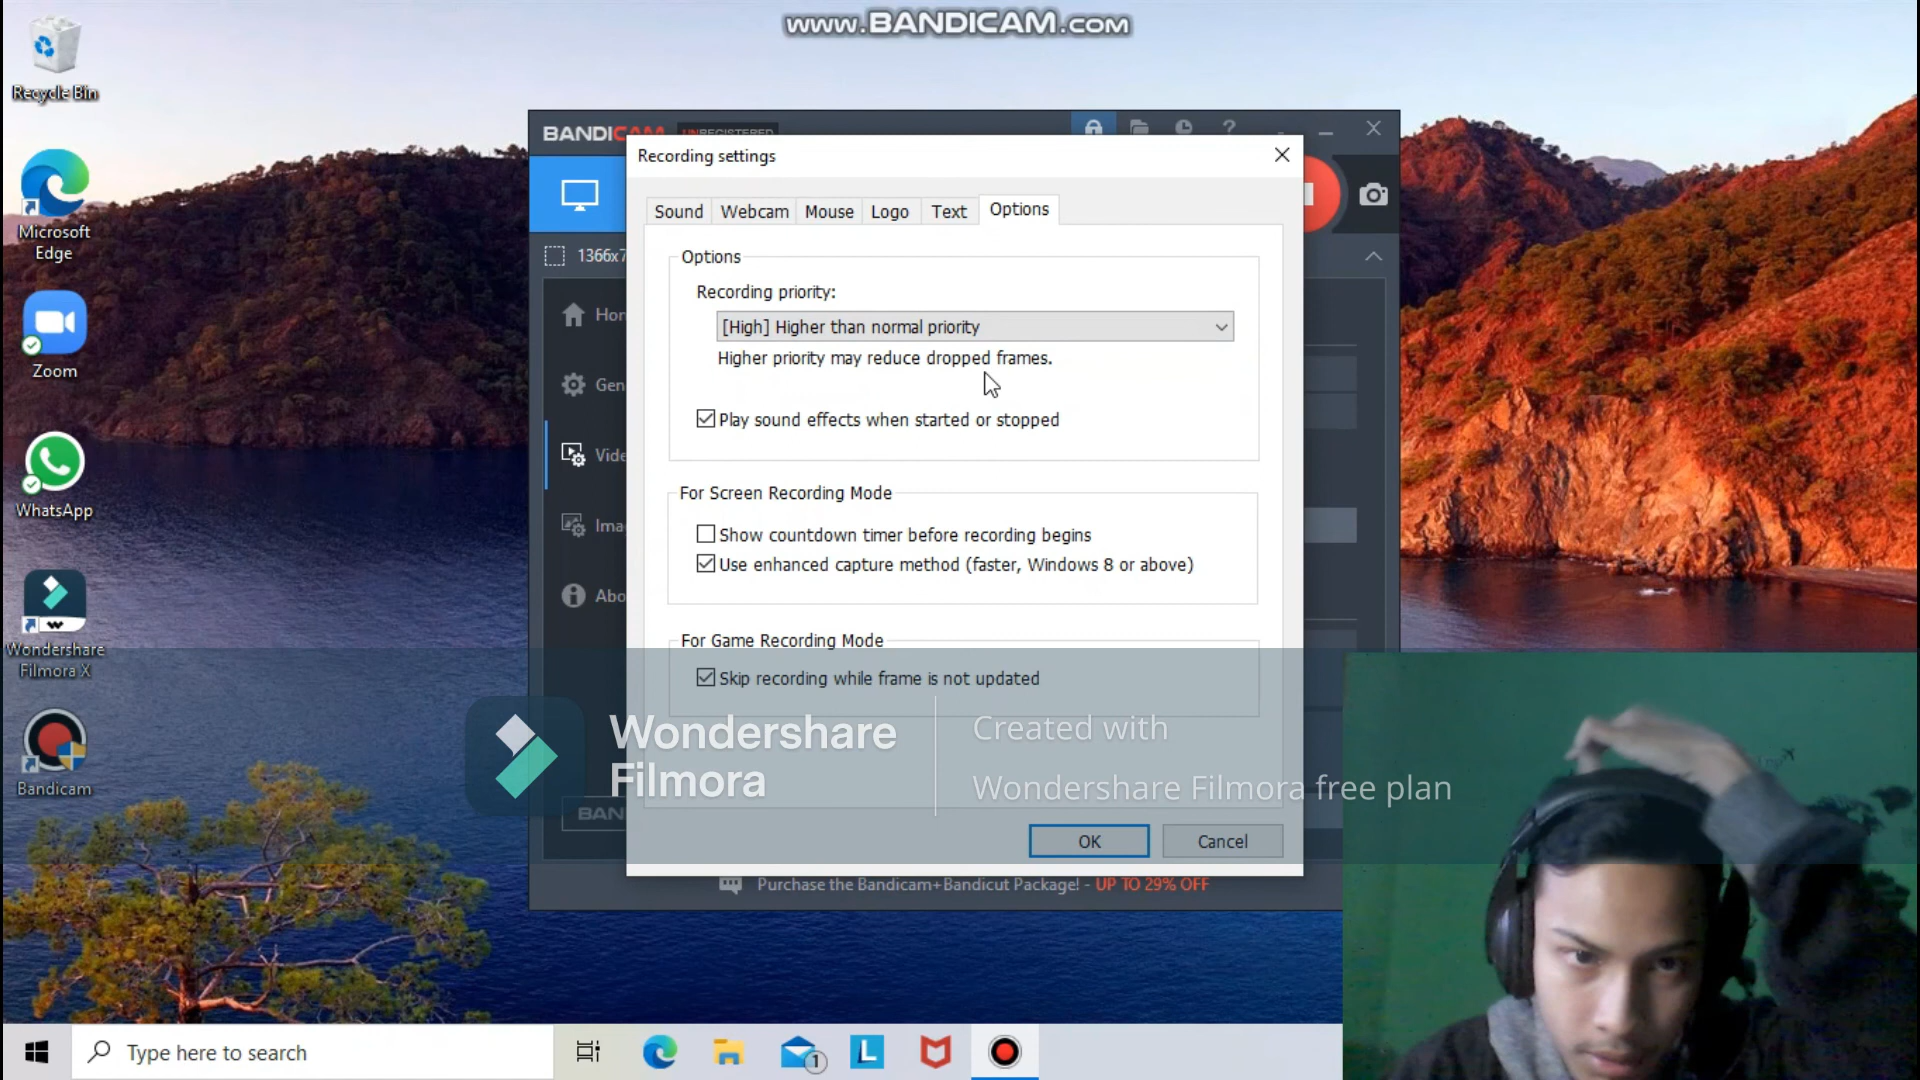 www.BANDICAM.com
Recycle Bin
Microsoft
Edge
Zoom
WhatsApp
Wondershare
Filmora X
Bandicam
BANDICAM
UNREGISTERED
Recording settings
Sound
Webcam
Mouse
Logo
Text
Options
1366x7
Options
Recording priority:
[High] Higher than normal priority
Higher priority may reduce dropped frames.
Play sound effects when started or stopped
Hom
Gen
Vide
Ima
Abo
For Screen Recording Mode
Show countdown timer before recording begins
Use enhanced capture method (faster, Windows 8 or above)
For Game Recording Mode
Skip recording while frame is not updated
Wondershare
Filmora
Created with
Wondershare Filmora free plan
BAN
OK
Cancel
Purchase the Bandicam+Bandicut Package! - UP TO 29% OFF
Type here to search
1